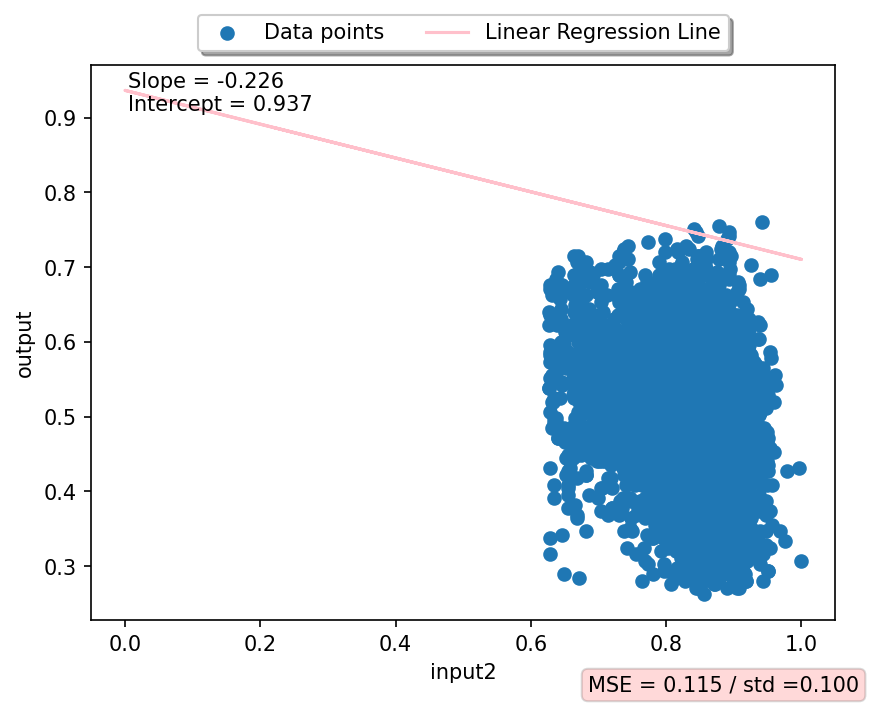 Data points
Linear Regression Line
Slope = -0.226
Intercept = 0.937
0.9
0.8
0.7
0.6
0.5
0.4
0.3
output
0.0 0.2 0.4 0.6 0.8 1.0
input2
MSE = 0.115 / std =0.100